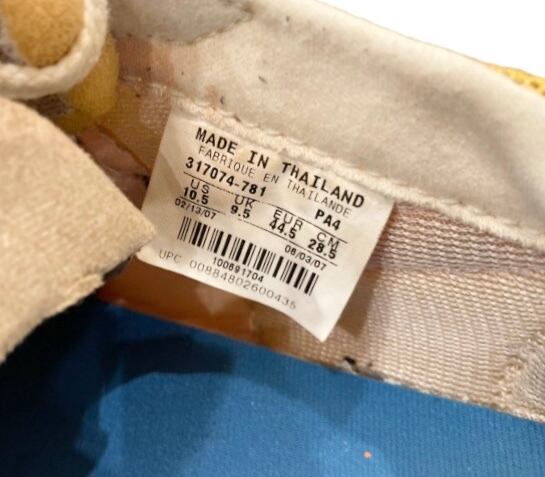 MADE IN THAILAND
FABRIQUE EN THAILANDE
317074-781 PA4
US UK EUR CM
10.5 9.5 44.5 28.5
02/13/07 06/03/07
100691704
UPC 00884802600435